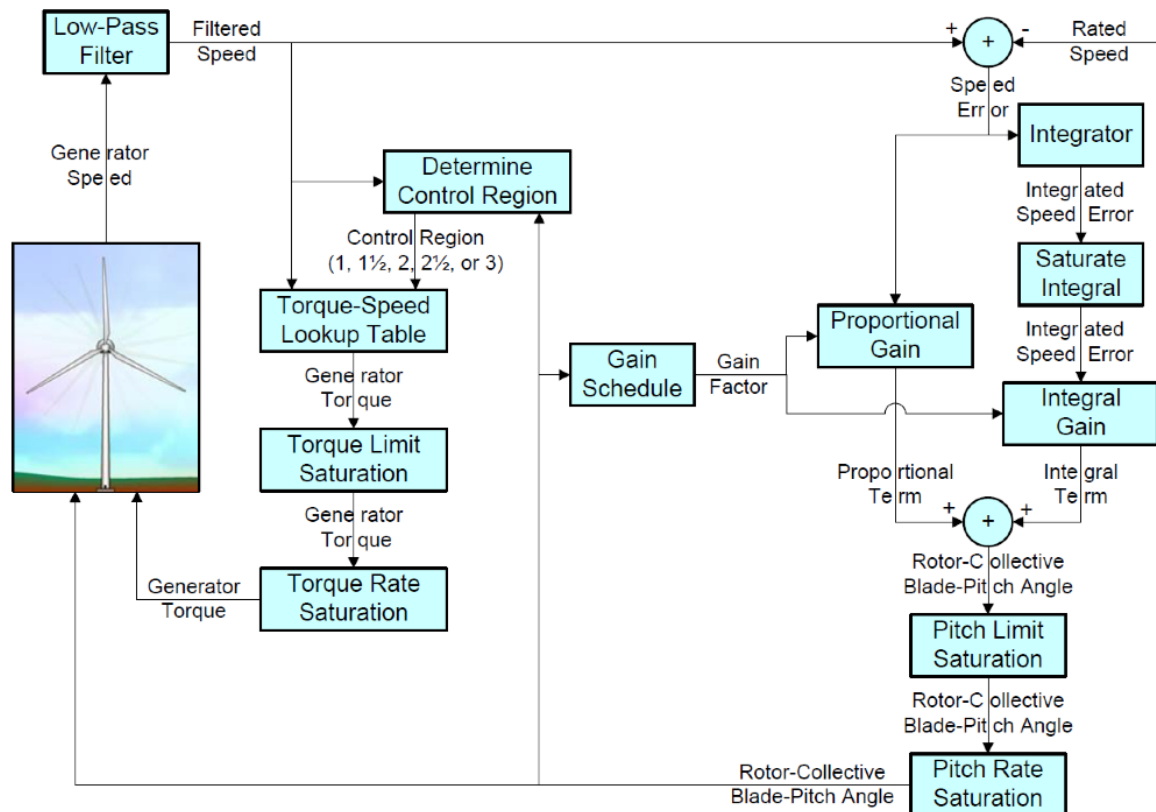 Low-Pass
Filter
Filtered
Speed
+
-
+
Rated
Speed
Speed
Error
Integrator
Generator
Speed
Determine
Control Region
Integrated
Speed Error
Control Region
(1, 1½, 2, 2½, or 3)
Saturate
Integral
Torque-Speed
Lookup Table
Proportional
Gain
Integrated
Speed Error
Gain
Schedule
Gain
Factor
Generator
Torque
Integral
Gain
Torque Limit
Saturation
Proportional
Term
Integral
Term
+
+
+
Generator
Torque
Rotor-Collective
Blade-Pitch Angle
Generator
Torque
Torque Rate
Saturation
Pitch Limit
Saturation
Rotor-Collective
Blade-Pitch Angle
Rotor-Collective
Blade-Pitch Angle
Pitch Rate
Saturation